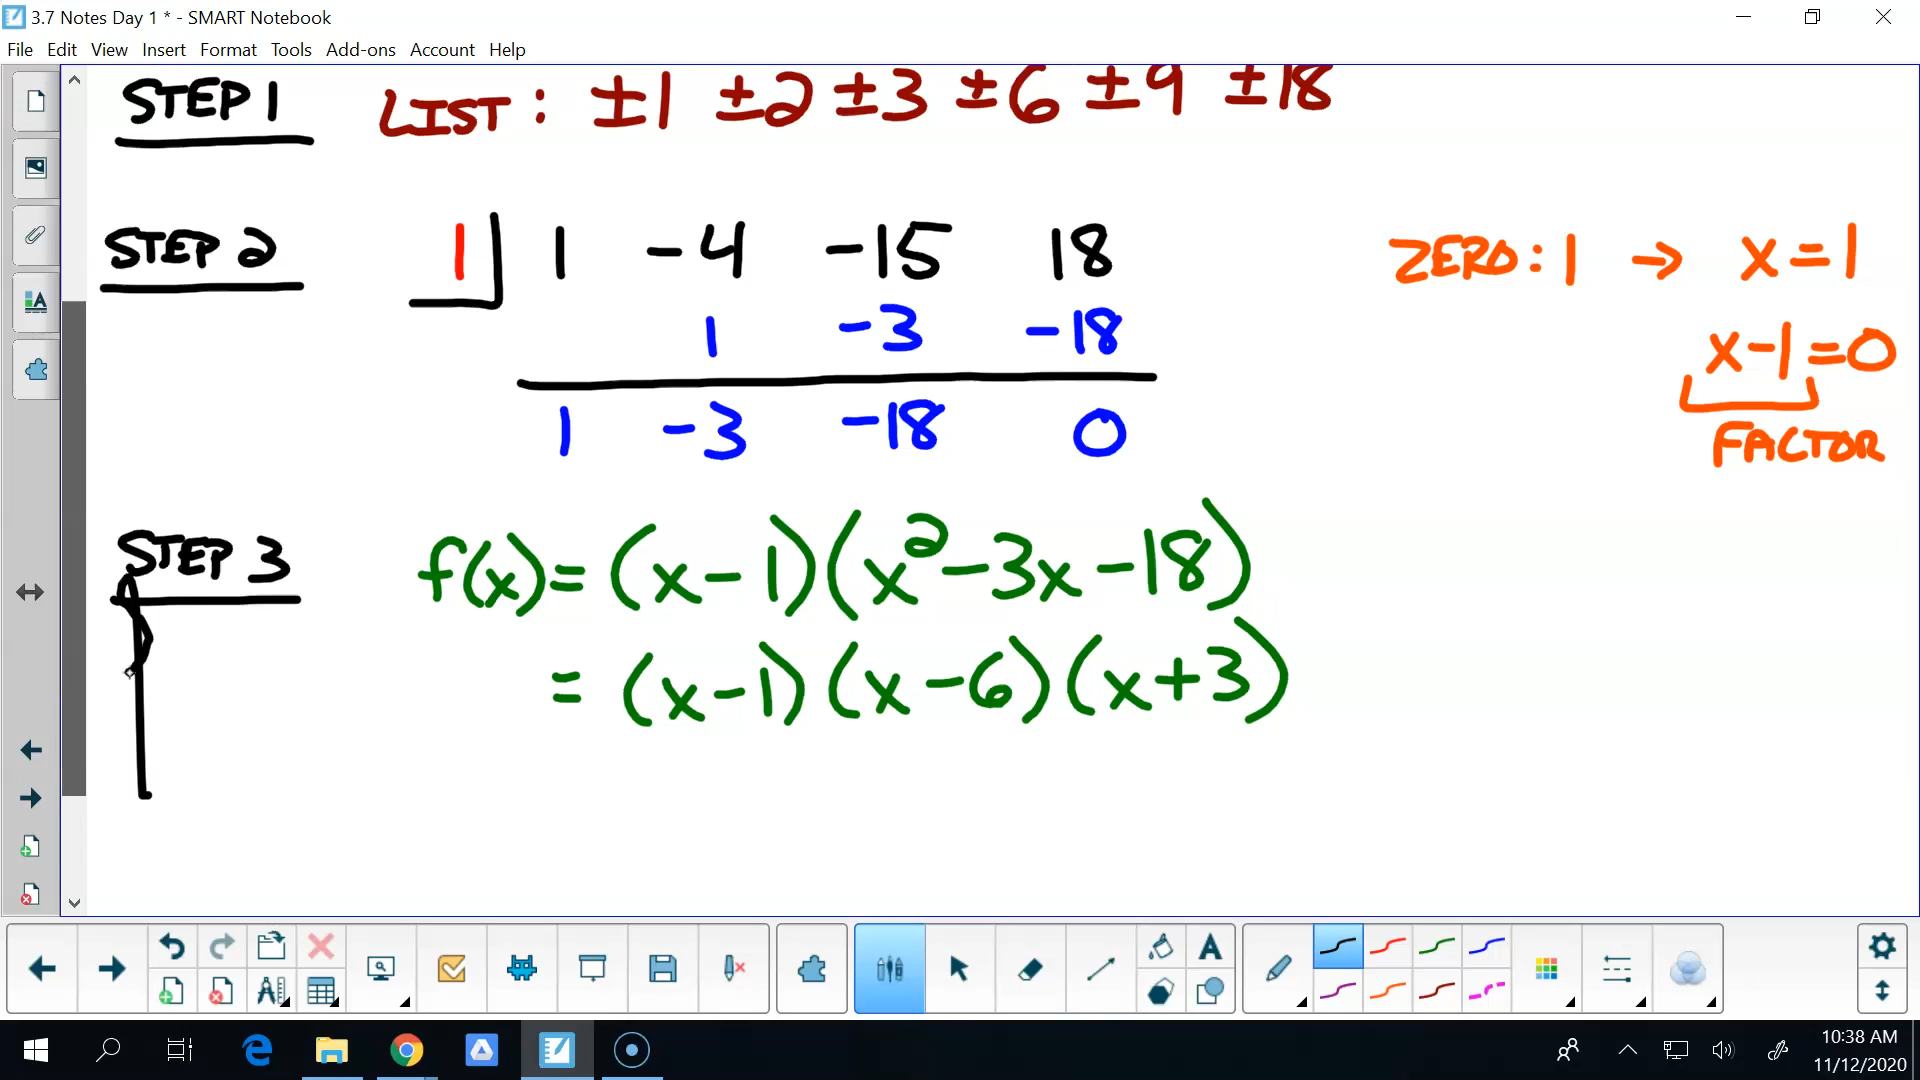 3.7 Notes Day 1 * - SMART Notebook
File Edit View Insert Format Tools Add-ons Account Help
STEP 1 LIST: ±1 ±2 ±3 ±6 ±9 ±18
STEP 2 1 1 -4 -15 18
1 -3 -18
1 -3 -18 0
ZERO: 1 → x=1
x-1=0
FACTOR
STEP 3 f(x)= (x-1)(x²-3x-18)
= (x-1)(x-6)(x+3)
10:38 AM
11/12/2020